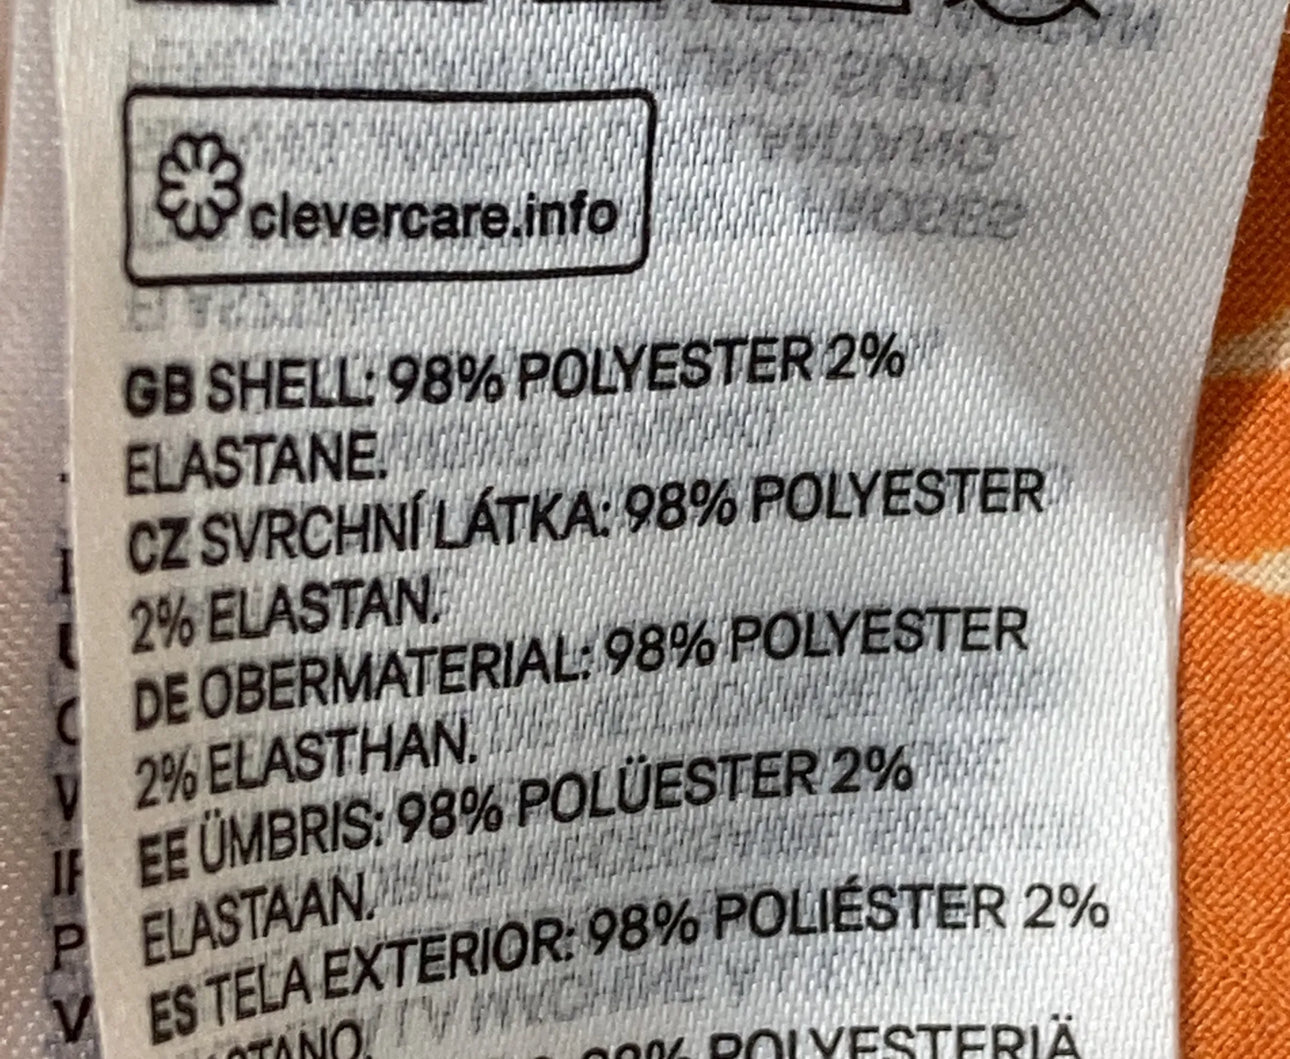 clevercare.info
GB SHELL: 98% POLYESTER 2%
ELASTANE.
CZ SVRCHNÍ LÁTKA: 98% POLYESTER
2% ELASTAN.
DE OBERMATERIAL: 98% POLYESTER
2% ELASTHAN.
EE ÜMBRIS: 98% POLÜESTER 2%
ELASTAAN.
ES TELA EXTERIOR: 98% POLIÉSTER 2%
POLYESTERIÄ